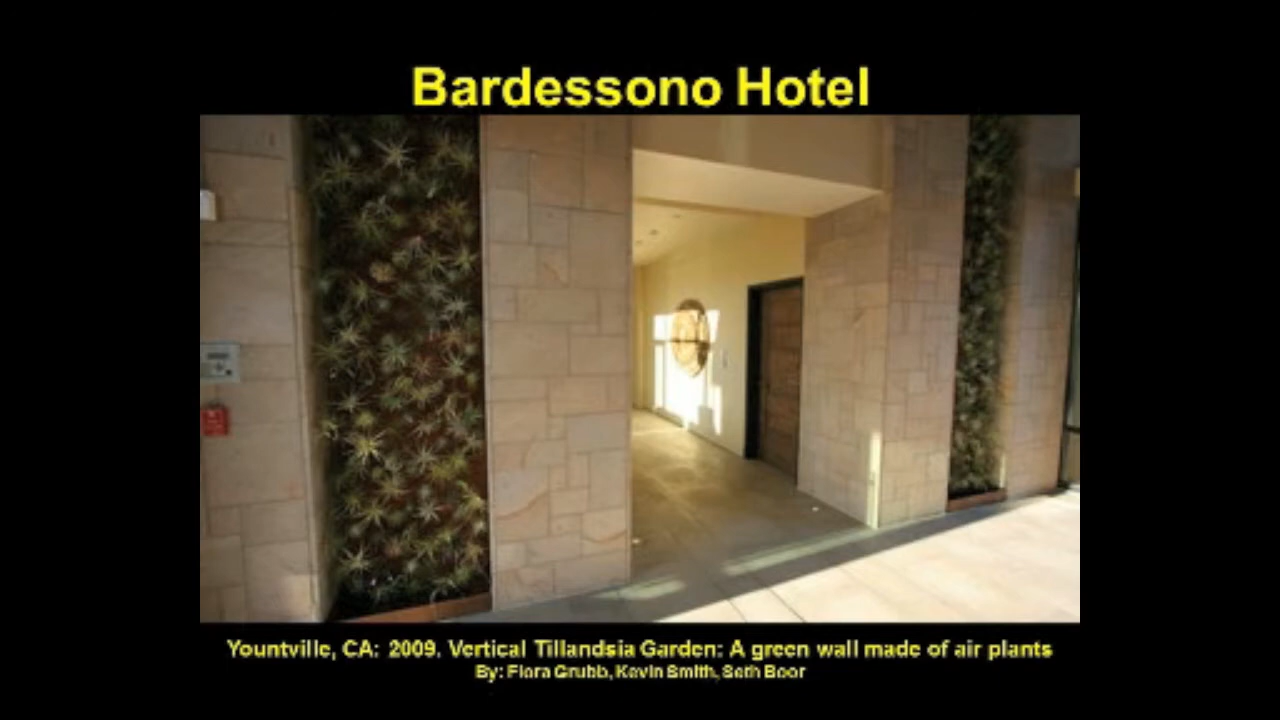 Bardessono Hotel
Yountville, CA: 2009. Vertical Tillandsia Garden: A green wall made of air plants
By: Flora Grubb, Kevin Smith, Seth Boor